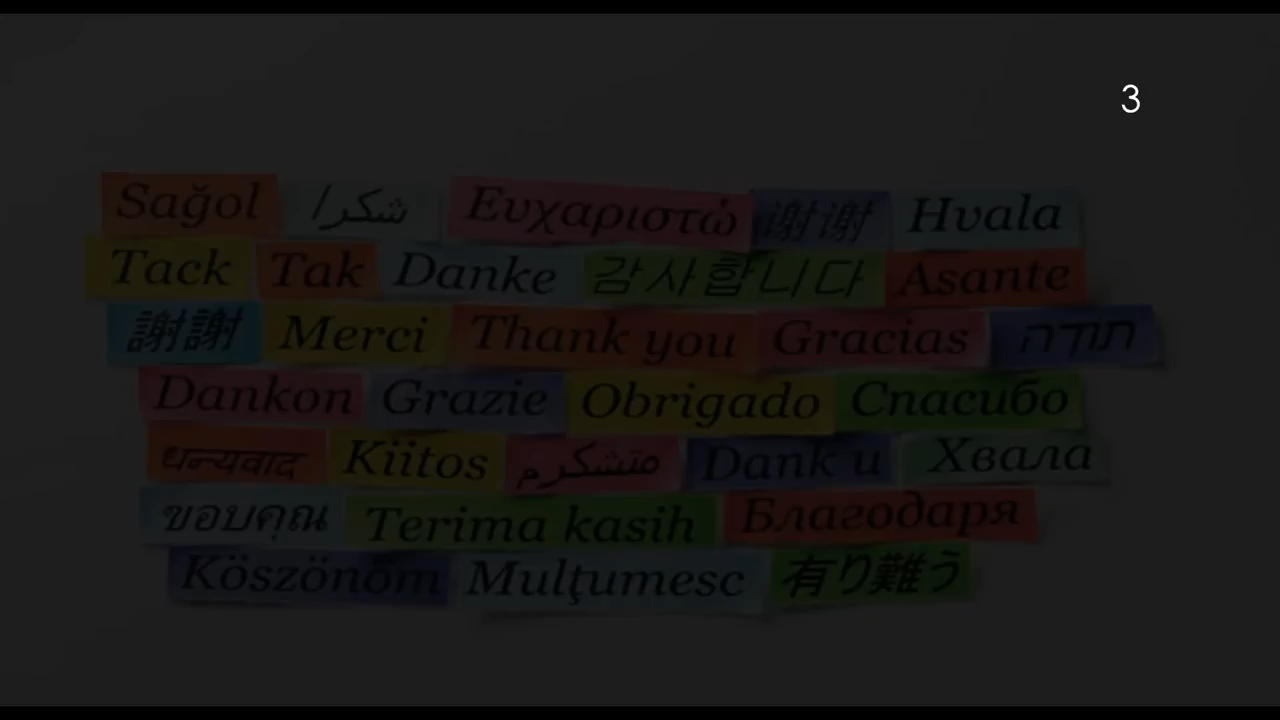 3
Sağol شكر/ Ευχαριστώ 谢谢 Hvala
Tack Tak Danke 감사합니다 Asante
謝謝 Merci Thank you Gracias תודה
Dankon Grazie Obrigado Спасибо
धन्यवाद Kiitos متشکرم Dank u Хвала
ขอบคุณ Terima kasih Благодаря
Köszönöm Mulţumesc 有り難う